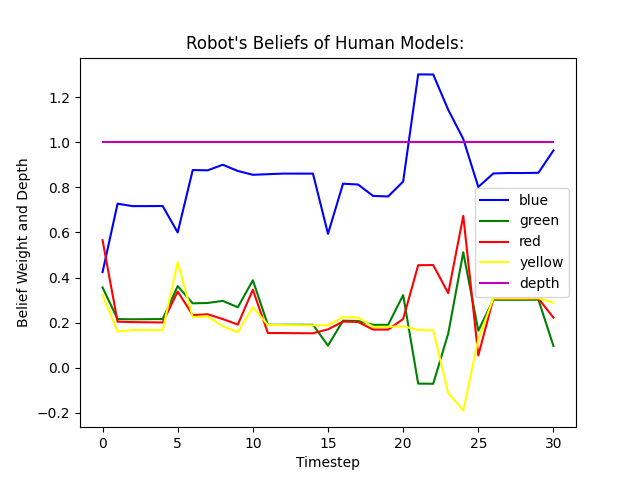 Robot's Beliefs of Human Models:
Belief Weight and Depth
1.2
1.0
0.8
0.6
0.4
0.2
0.0
−0.2
blue
green
red
yellow
depth
0 5 10 15 20 25 30
Timestep